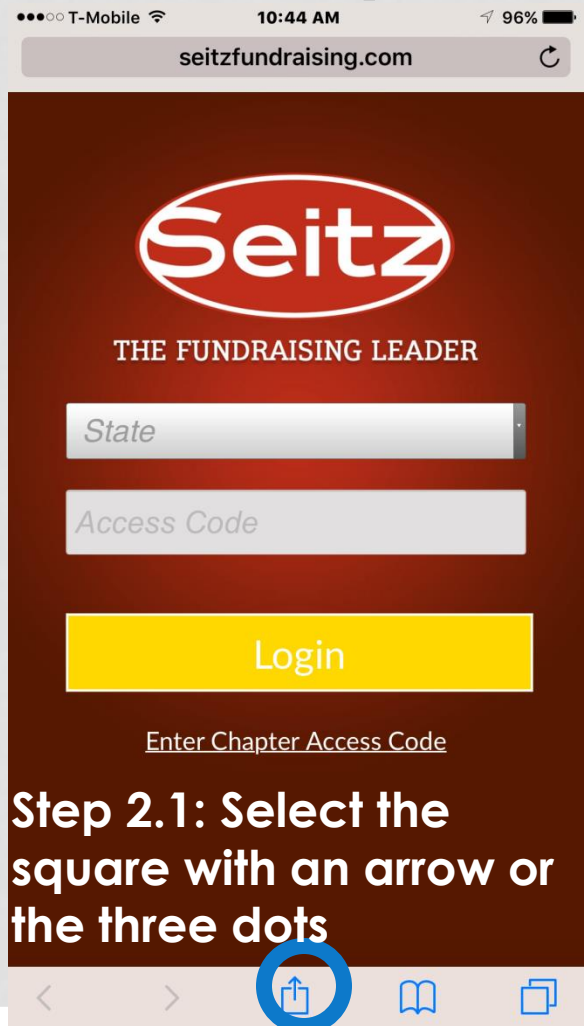 T-Mobile 10:44 AM 96%
seitzfundraising.com
Seitz
THE FUNDRAISING LEADER
State
Access Code
Login
Enter Chapter Access Code
Step 2.1: Select the
square with an arrow or
the three dots